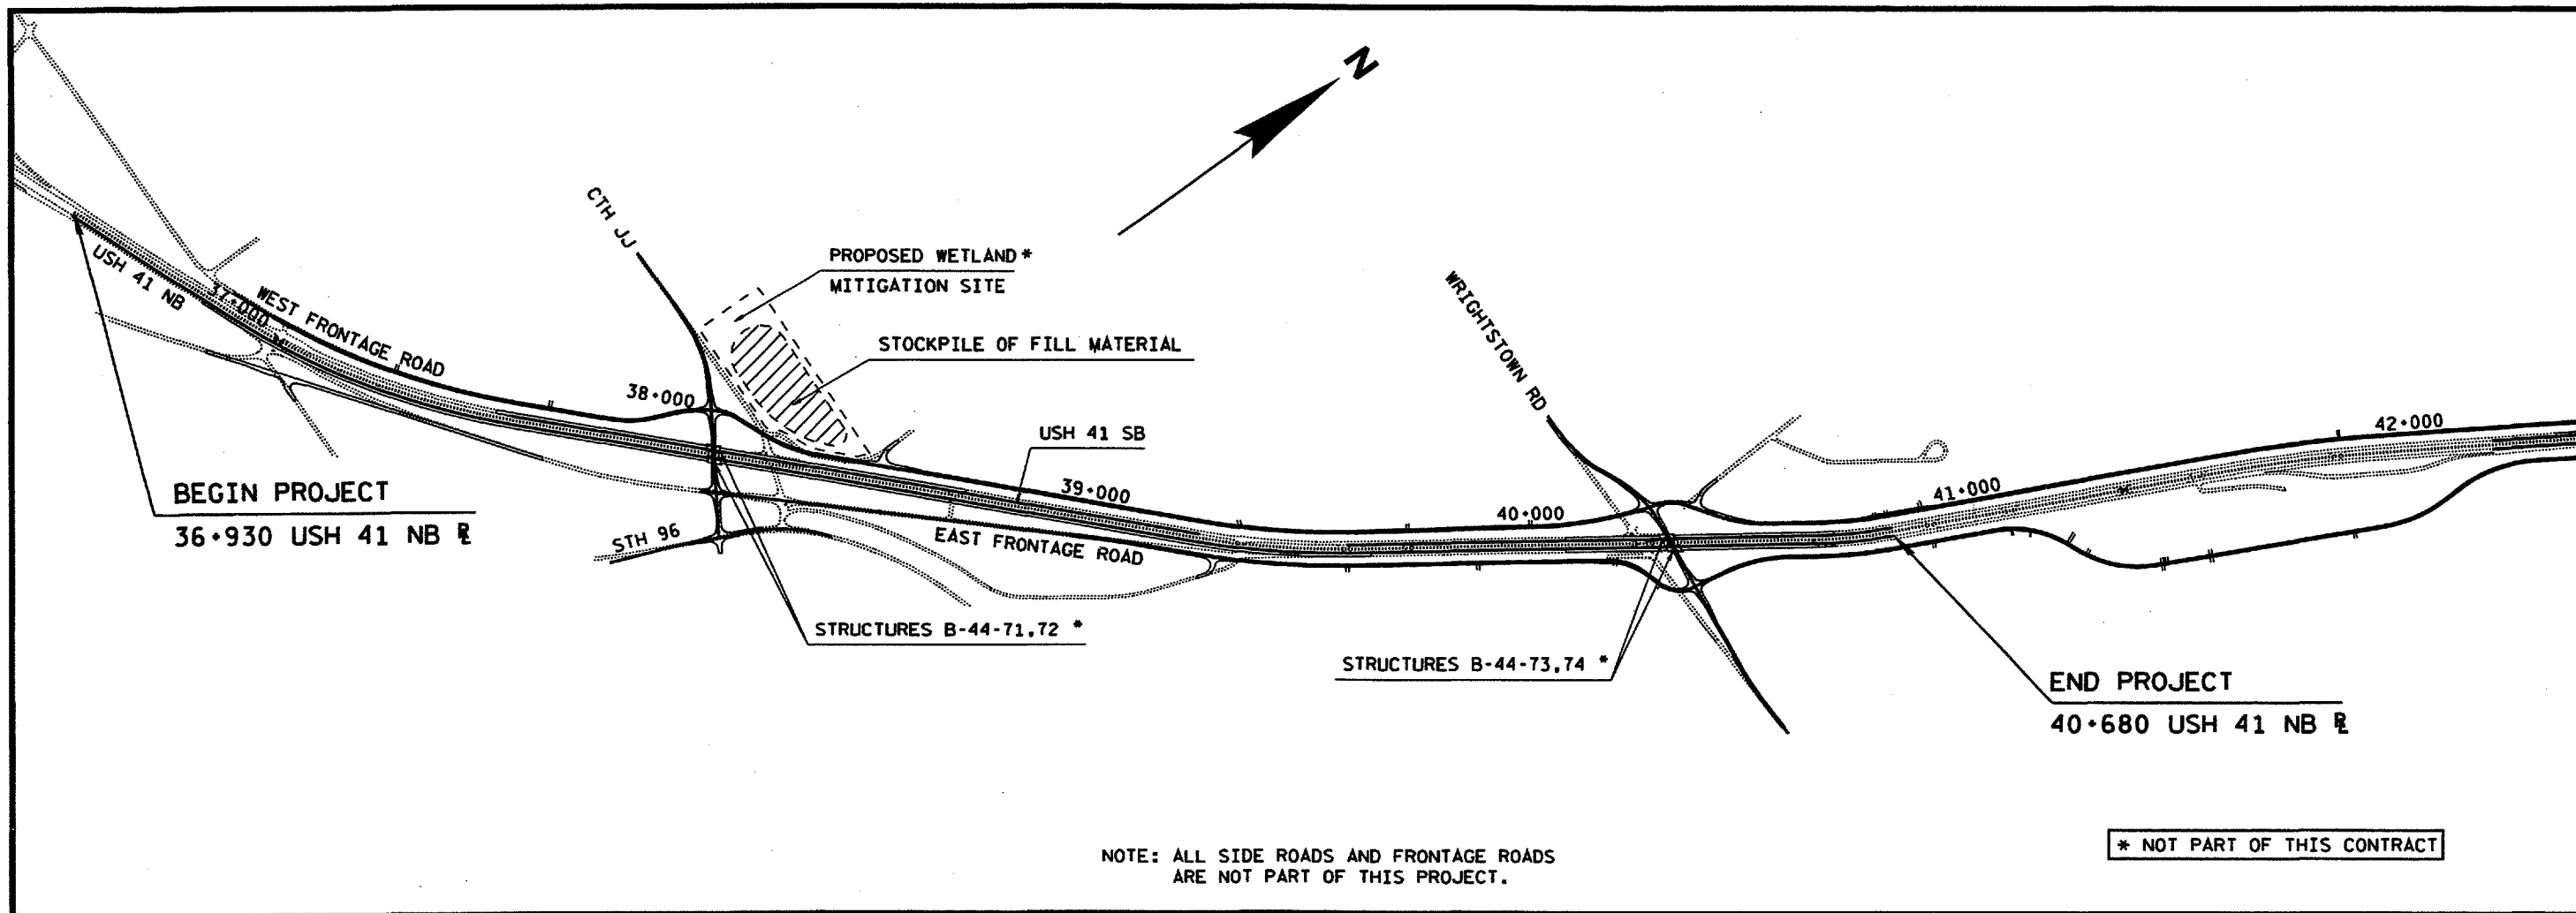 N
CTH JJ
PROPOSED WETLAND *
MITIGATION SITE
STOCKPILE OF FILL MATERIAL
WRIGHTSTOWN RD
USH 41 NB
37+000
WEST FRONTAGE ROAD
38+000
USH 41 SB
39+000
40+000
41+000
42+000
BEGIN PROJECT
36+930 USH 41 NB RL
STH 96
EAST FRONTAGE ROAD
STRUCTURES B-44-71,72 *
STRUCTURES B-44-73,74 *
END PROJECT
40+680 USH 41 NB RL
NOTE: ALL SIDE ROADS AND FRONTAGE ROADS
ARE NOT PART OF THIS PROJECT.
* NOT PART OF THIS CONTRACT